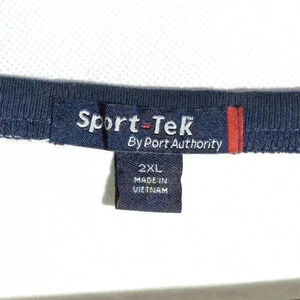 Sport-Tek
By Port Authority
2XL
MADE IN
VIETNAM